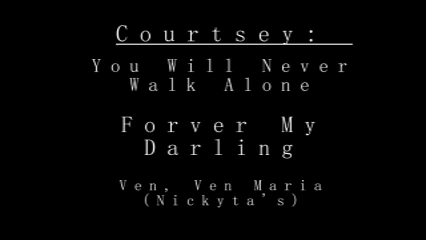 Courtsey:
You Will Never
Walk Alone
Forver My
Darling
Ven, Ven Maria
(Nickyta's)